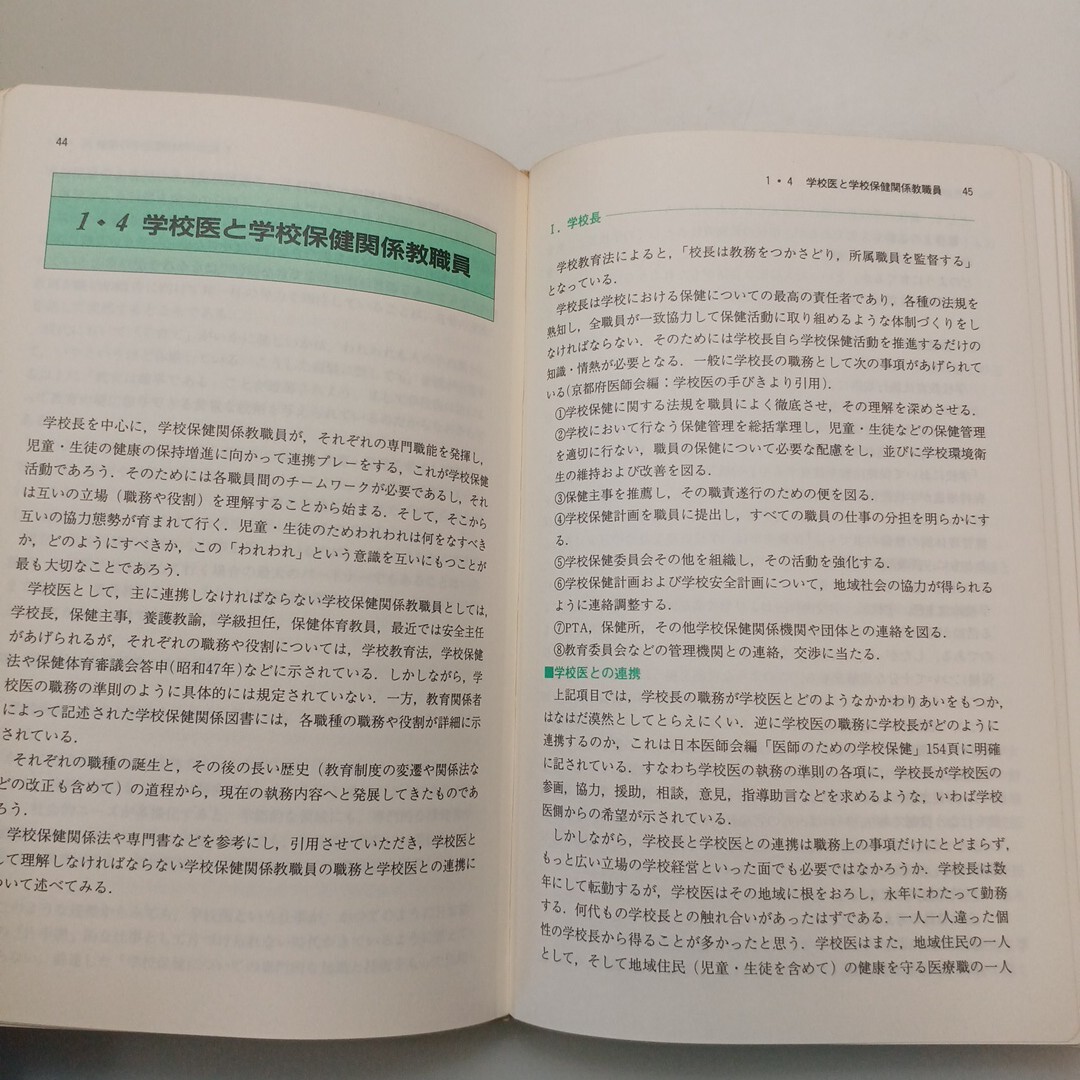 44
1・4 学校医と学校保健関係教職員
学校長を中心に，学校保健関係教職員が，それぞれの専門職能を発揮し，
児童・生徒の健康の保持増進に向かって連携プレーをする，これが学校保健
活動であろう．そのためには各職員間のチームワークが必要であるし，それ
は互いの立場（職務や役割）を理解することから始まる．そして，そこから
互いの協力態勢が育まれて行く．児童・生徒のためわれわれは何をなすべき
か，どのようにすべきか，この「われわれ」という意識を互いにもつことが
最も大切なことであろう．
学校医として，主に連携しなければならない学校保健関係教職員としては，
学校長，保健主事，養護教諭，学級担任，保健体育教員，最近では安全主任
があげられるが，それぞれの職務や役割については，学校教育法，学校保健
法や保健体育審議会答申(昭和47年)などに示されている．しかしながら，学
校医の職務の準則のように具体的には規定されていない．一方，教育関係者
によって記述された学校保健関係図書には，各職種の職務や役割が詳細に示
されている．
それぞれの職種の誕生と，その後の長い歴史（教育制度の変遷や関係法な
どの改正も含めて）の道程から，現在の執務内容へと発展してきたものであ
ろう．
学校保健関係法や専門書などを参考にし，引用させていただき，学校医と
して理解しなければならない学校保健関係教職員の職務と学校医との連携に
ついて述べてみる．
1・4 学校医と学校保健関係教職員 45
I．学校長
学校教育法によると，「校長は教務をつかさどり，所属職員を監督する」
となっている．
学校長は学校における保健についての最高の責任者であり，各種の法規を
熟知し，全職員が一致協力して保健活動に取り組めるような体制づくりをし
なければならない．そのためには学校長自ら学校保健活動を推進するだけの
知識・情熱が必要となる．一般に学校長の職務として次の事項があげられて
いる(京都府医師会編：学校医の手びきより引用)．
①学校保健に関する法規を職員によく徹底させ，その理解を深めさせる．
②学校において行なう保健管理を総括掌理し，児童・生徒などの保健管理
を適切に行ない，職員の保健について必要な配慮をし，並びに学校環境衛
生の維持および改善を図る．
③保健主事を推薦し，その職責遂行のための便を図る．
④学校保健計画を職員に提出し，すべての職員の仕事の分担を明らかにす
る．
⑤学校保健委員会その他を組織し，その活動を強化する．
⑥学校保健計画および学校安全計画について，地域社会の協力が得られる
ように連絡調整する．
⑦PTA，保健所，その他学校保健関係機関や団体との連絡を図る．
⑧教育委員会などの管理機関との連絡，交渉に当たる．
■学校医との連携
上記項目では，学校長の職務が学校医とどのようなかかわりあいをもつか，
はなはだ漠然としてとらえにくい．逆に学校医の職務に学校長がどのように
連携するのか，これは日本医師会編「医師のための学校保健」154頁に明確
に記されている．すなわち学校医の執務の準則の各項に，学校長が学校医の
参画，協力，援助，相談，意見，指導助言などを求めるような，いわば学校
医側からの希望が示されている．
しかしながら，学校長と学校医との連携は職務上の事項だけにとどまらず，
もっと広い立場の学校経営といった面でも必要ではなかろうか．学校長は数
年にして転勤するが，学校医はその地域に根をおろし，永年にわたって勤務
する．何代もの学校長との触れ合いがあったはずである．一人一人違った個
性の学校長から得ることが多かったと思う．学校医はまた，地域住民の一人
として，そして地域住民（児童・生徒を含めて）の健康を守る医療職の一人